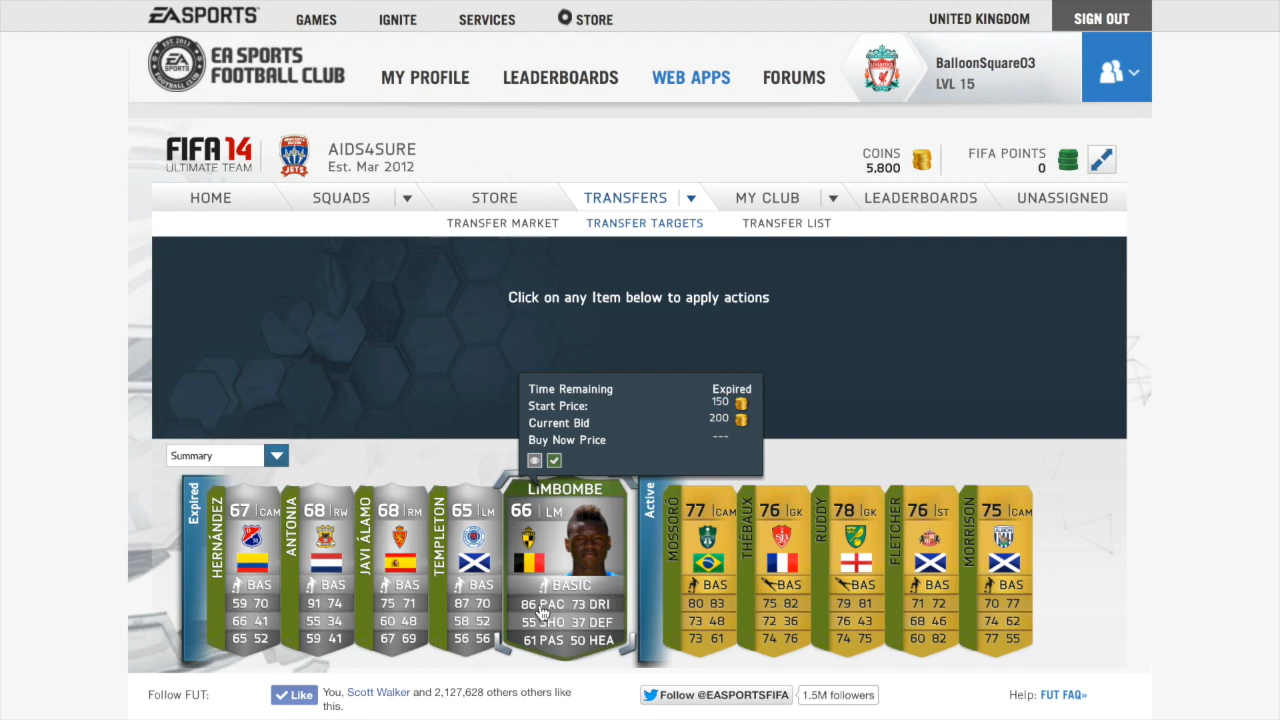 EA SPORTS GAMES IGNITE SERVICES STORE UNITED KINGDOM SIGN OUT
EA SPORTS
FOOTBALL CLUB
MY PROFILE LEADERBOARDS WEB APPS FORUMS
BalloonSquare03
LVL 15
FIFA 14
ULTIMATE TEAM
JETS
AIDS4SURE
Est. Mar 2012
COINS
5,800
FIFA POINTS
0
HOME SQUADS STORE TRANSFERS MY CLUB LEADERBOARDS UNASSIGNED
TRANSFER MARKET TRANSFER TARGETS TRANSFER LIST
Click on any Item below to apply actions
Time Remaining Expired
Start Price: 150
Current Bid 200
Buy Now Price ---
Summary
Expired
HERNÁNDEZ
67 CAM
BAS
59 70
66 41
65 52
ANTONIA
68 RW
BAS
91 74
55 34
59 41
JAVI ÁLAMO
68 RM
BAS
75 71
60 48
67 69
TEMPLETON
65 LM
BAS
87 70
58 52
56 56
LIMBOMBE
66 LM
BASIC
86 PAC 73 DRI
55 SHO 37 DEF
61 PAS 50 HEA
Active
MOSSORÓ
77 CAM
BAS
80 83
73 48
73 61
THÉBAUX
76 GK
BAS
75 82
72 36
74 76
RUDDY
78 GK
BAS
79 81
76 43
74 75
FLETCHER
76 ST
BAS
71 72
68 46
60 82
MORRISON
75 CAM
BAS
70 77
74 62
77 55
Follow FUT: Like You, Scott Walker and 2,127,628 others others like
this.
Follow @EASPORTSFIFA 1.5M followers
Help: FUT FAQ»